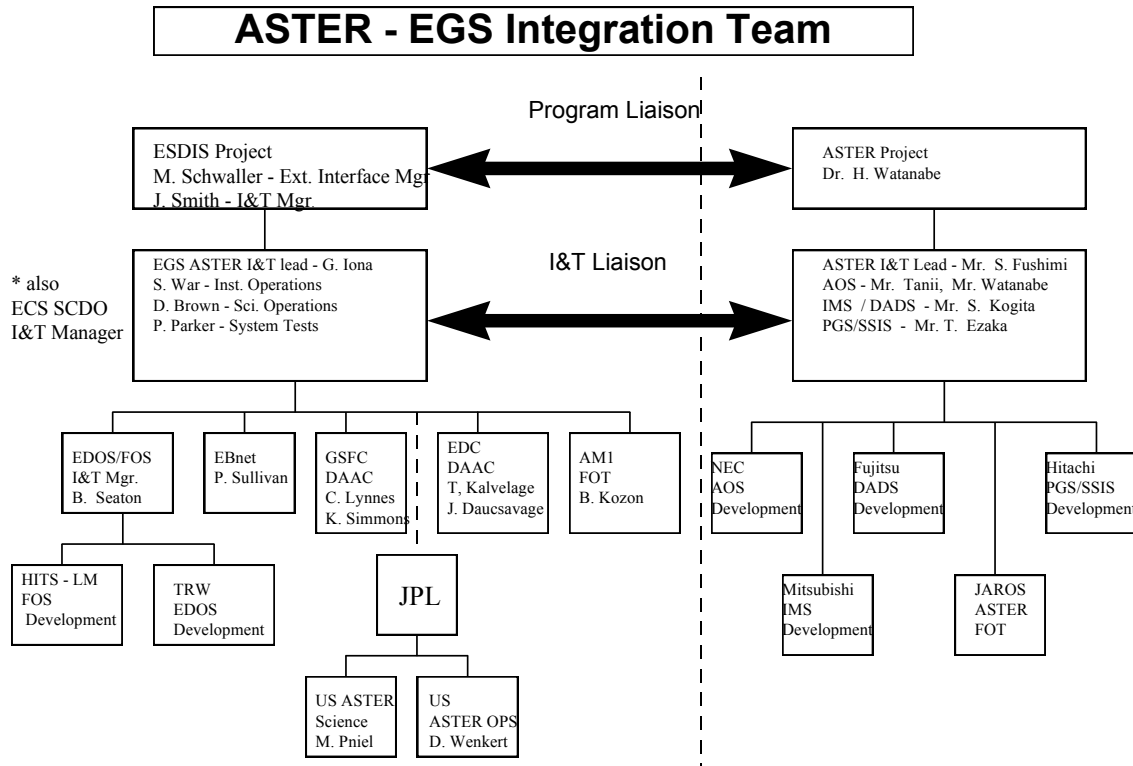 ASTER - EGS Integration Team
Program Liaison
ESDIS Project
M. Schwaller - Ext. Interface Mgr
J. Smith - I&T Mgr.
ASTER Project
Dr. H. Watanabe
I&T Liaison
* also
ECS SCDO
I&T Manager
EGS ASTER I&T lead - G. Iona
S. War - Inst. Operations
D. Brown - Sci. Operations
P. Parker - System Tests
ASTER I&T Lead - Mr. S. Fushimi
AOS - Mr. Tanii, Mr. Watanabe
IMS / DADS - Mr. S. Kogita
PGS/SSIS - Mr. T. Ezaka
EDOS/FOS
I&T Mgr.
B. Seaton
EBnet
P. Sullivan
GSFC
DAAC
C. Lynnes
K. Simmons
EDC
DAAC
T, Kalvelage
J. Daucsavage
AM1
FOT
B. Kozon
NEC
AOS
Development
Fujitsu
DADS
Development
Hitachi
PGS/SSIS
Development
HITS - LM
FOS
Development
TRW
EDOS
Development
JPL
Mitsubishi
IMS
Development
JAROS
ASTER
FOT
US ASTER
Science
M. Pniel
US
ASTER OPS
D. Wenkert